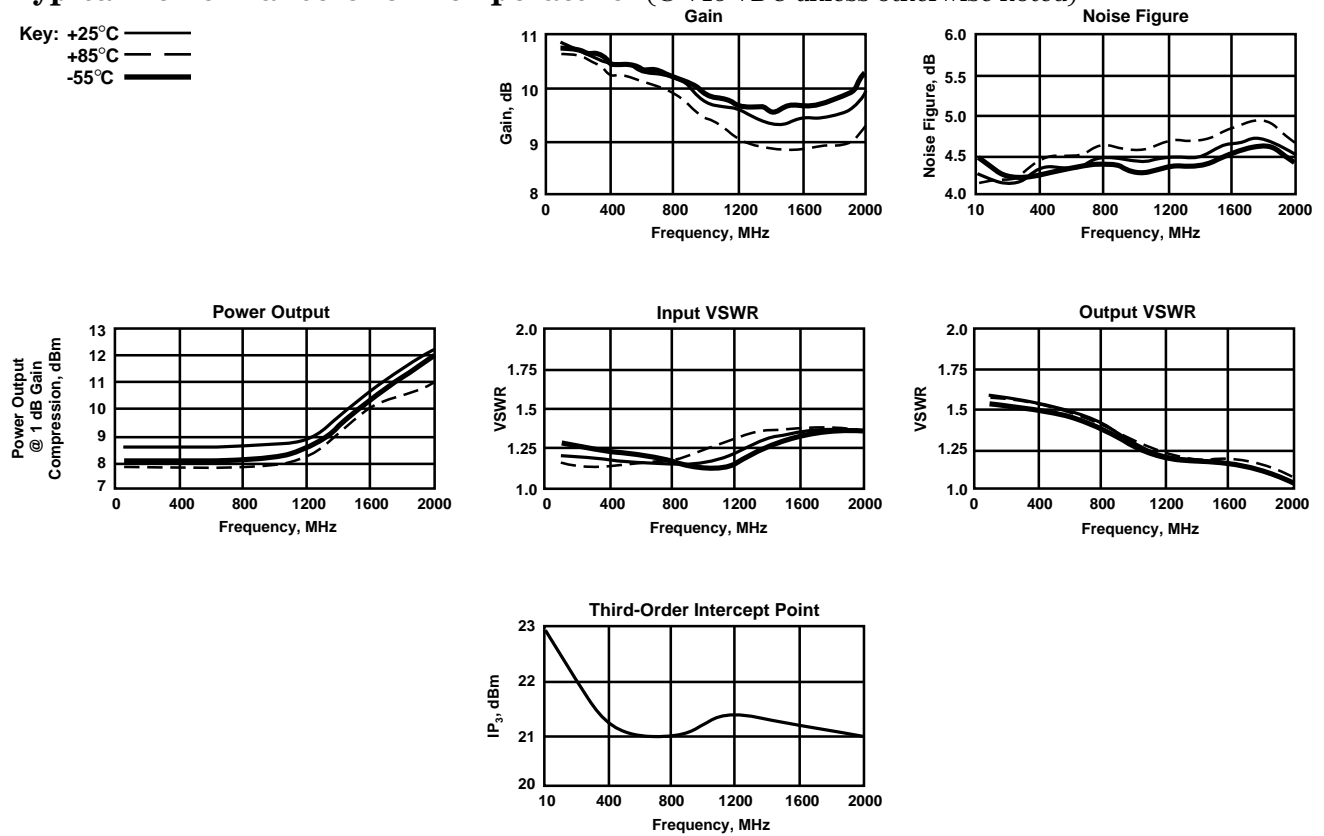 (@ +15 VDC unless otherwise noted)
Key: +25°C
+85°C
-55°C
Gain
Gain, dB
11
10
9
8
0 400 800 1200 1600 2000
Frequency, MHz
Noise Figure
Noise Figure, dB
6.0
5.5
5.0
4.5
4.0
10 400 800 1200 1600 2000
Frequency, MHz
Power Output
Power Output
@ 1 dB Gain
Compression, dBm
13
12
11
10
9
8
7
0 400 800 1200 1600 2000
Frequency, MHz
Input VSWR
VSWR
2.0
1.75
1.5
1.25
1.0
0 400 800 1200 1600 2000
Frequency, MHz
Output VSWR
VSWR
2.0
1.75
1.5
1.25
1.0
0 400 800 1200 1600 2000
Frequency, MHz
Third-Order Intercept Point
IP3, dBm
23
22
21
20
10 400 800 1200 1600 2000
Frequency, MHz